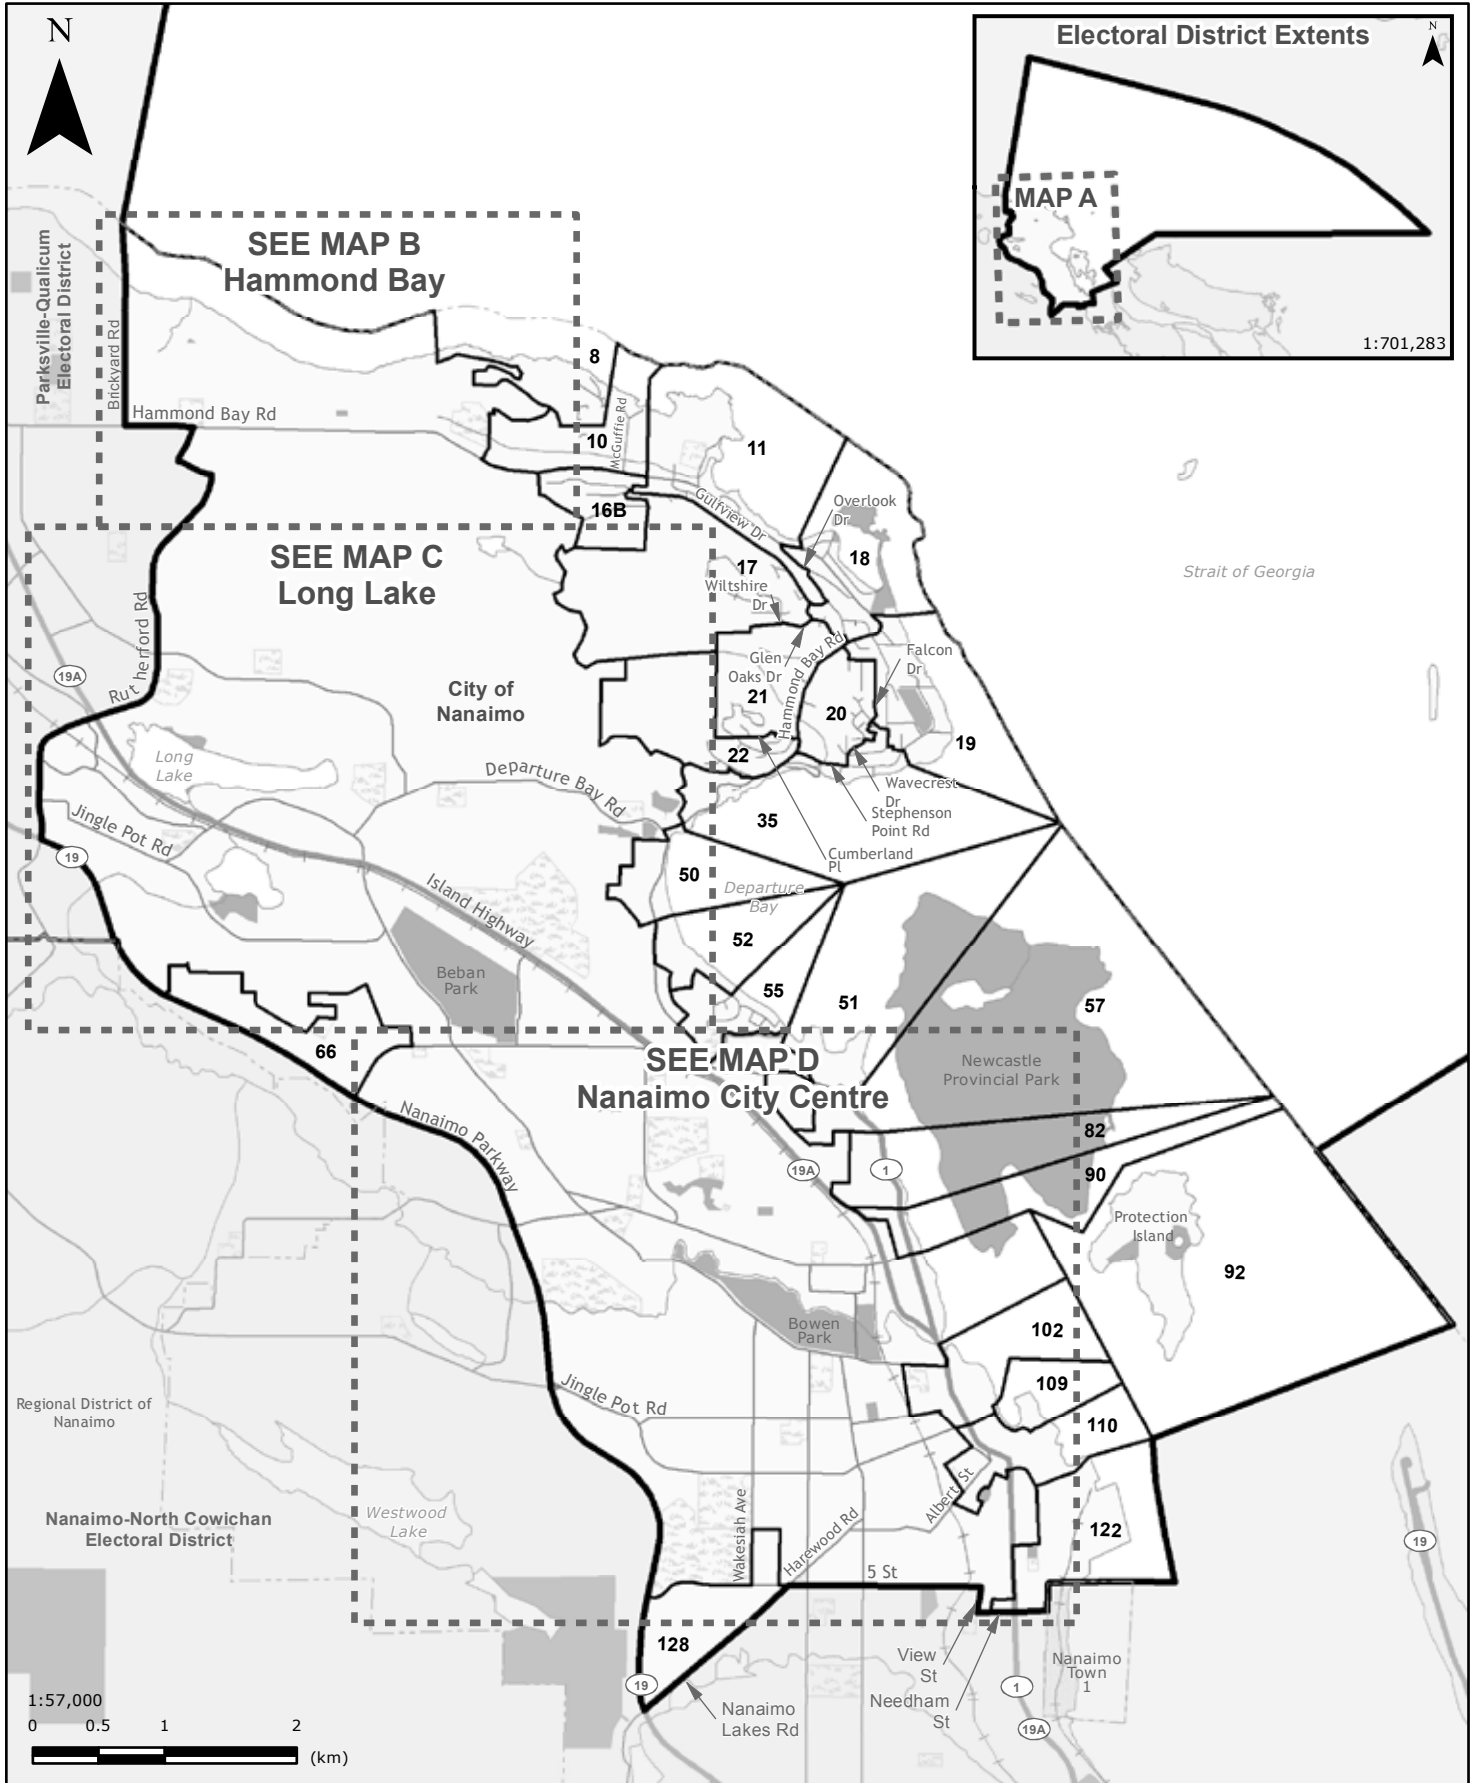 N
Electoral District Extents
N
MAP A
1:701,283
SEE MAP B
Hammond Bay
Parksville-Qualicum
Electoral District
Brickyard Rd
Hammond Bay Rd
8
McGuffie Rd
10
11
16B
Gulfview Dr
Overlook
Dr
18
17
Wiltshire
Dr
Strait of Georgia
SEE MAP C
Long Lake
Rutherford Rd
19A
City of
Nanaimo
Glen
Oaks Dr
Hammond Bay Rd
Falcon
Dr
21
20
19
22
Long
Lake
Departure Bay Rd
Wavecrest
Dr
Stephenson
Point Rd
35
Cumberland
Pl
Jingle Pot Rd
19
50
Departure
Bay
Island Highway
52
Beban
Park
55
51
57
66
SEE MAP D
Nanaimo City Centre
Newcastle
Provincial Park
Nanaimo Parkway
82
19A
1
90
Protection
Island
92
Bowen
Park
102
Jingle Pot Rd
109
Regional District of
Nanaimo
110
Albert St
Nanaimo-North Cowichan
Electoral District
Westwood
Lake
Wakesiah Ave
Harewood Rd
122
19
5 St
128
View
St
Nanaimo
Town
1
19
1
Needham
St
Nanaimo
Lakes Rd
19A
1:57,000
0 0.5 1 2
(km)